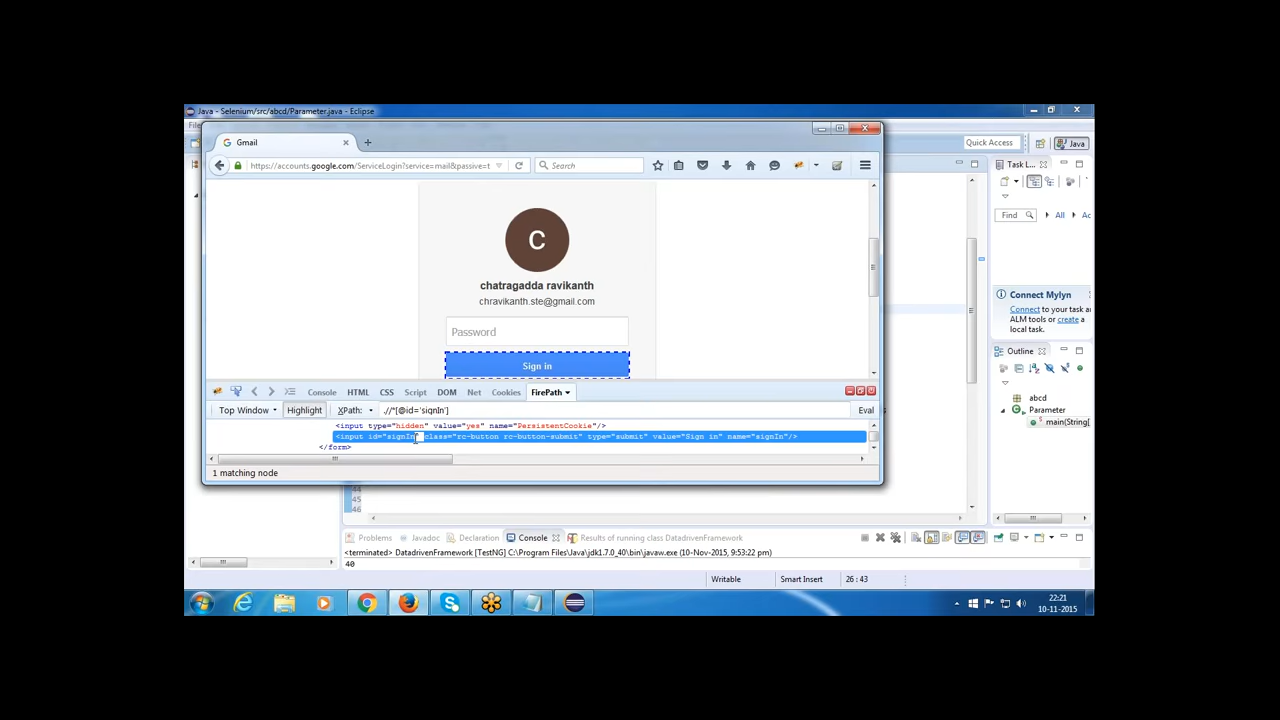 Java - Selenium/src/abcd/Parameter.java - Eclipse
Gmail
https://accounts.google.com/ServiceLogin?service=mail&passive=t
Search
Quick Access
Java
Task L...
Find
All
Ac
C
chatragadda ravikanth
chravikanth.ste@gmail.com
Password
Sign in
Connect Mylyn
Connect to your task a
ALM tools or create a
local task.
Outline
abcd
Parameter
main(String[
Console HTML CSS Script DOM Net Cookies FirePath
Top Window Highlight XPath: .//*[@id='signIn'] Eval
<input type="hidden" value="yes" name="PersistentCookie"/>
<input id="signIn" class="rc-button rc-button-submit" type="submit" value="Sign in" name="signIn"/>
</form>
1 matching node
44
45
46
Problems Javadoc Declaration Console Results of running class DatadrivenFramework
<terminated> DatadrivenFramework [TestNG] C:\Program Files\Java\jdk1.7.0_40\bin\javaw.exe (10-Nov-2015, 9:53:22 pm)
40
Writable Smart Insert 26 : 43
22:21
10-11-2015